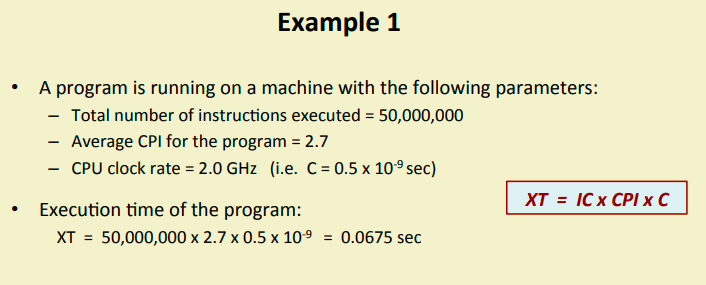 Example 1
• A program is running on a machine with the following parameters:
– Total number of instructions executed = 50,000,000
– Average CPI for the program = 2.7
– CPU clock rate = 2.0 GHz (i.e. C = 0.5 x 10⁻⁹ sec)
XT = IC x CPI x C
• Execution time of the program:
XT = 50,000,000 x 2.7 x 0.5 x 10⁻⁹ = 0.0675 sec